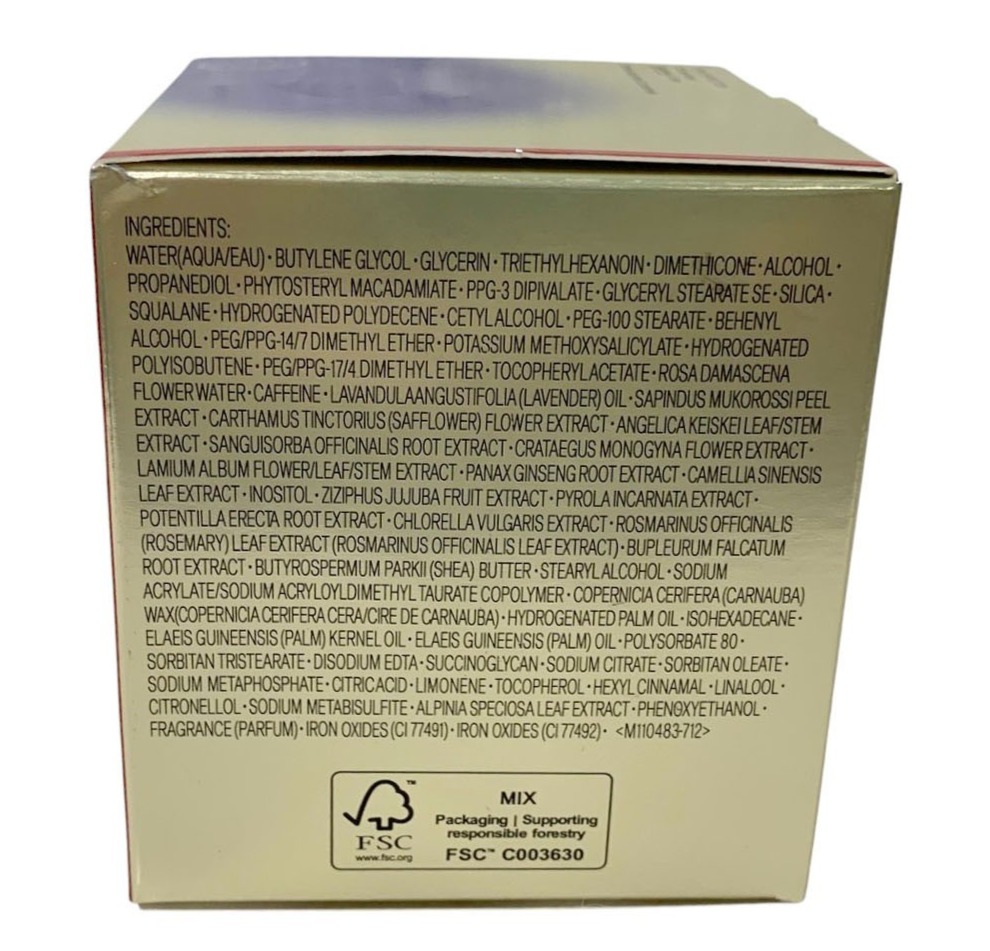 INGREDIENTS:
WATER(AQUA/EAU)・BUTYLENE GLYCOL・GLYCERIN・TRIETHYLHEXANOIN・DIMETHICONE・ALCOHOL・
PROPANEDIOL・PHYTOSTERYL MACADAMIATE・PPG-3 DIPIVALATE・GLYCERYL STEARATE SE・SILICA・
SQUALANE・HYDROGENATED POLYDECENE・CETYL ALCOHOL・PEG-100 STEARATE・BEHENYL
ALCOHOL・PEG/PPG-14/7 DIMETHYL ETHER・POTASSIUM METHOXYSALICYLATE・HYDROGENATED
POLYISOBUTENE・PEG/PPG-17/4 DIMETHYL ETHER・TOCOPHERYL ACETATE・ROSA DAMASCENA
FLOWER WATER・CAFFEINE・LAVANDULA ANGUSTIFOLIA (LAVENDER) OIL・SAPINDUS MUKOROSSI PEEL
EXTRACT・CARTHAMUS TINCTORIUS (SAFFLOWER) FLOWER EXTRACT・ANGELICA KEISKEI LEAF/STEM
EXTRACT・SANGUISORBA OFFICINALIS ROOT EXTRACT・CRATAEGUS MONOGYNA FLOWER EXTRACT・
LAMIUM ALBUM FLOWER/LEAF/STEM EXTRACT・PANAX GINSENG ROOT EXTRACT・CAMELLIA SINENSIS
LEAF EXTRACT・INOSITOL・ZIZIPHUS JUJUBA FRUIT EXTRACT・PYROLA INCARNATA EXTRACT・
POTENTILLA ERECTA ROOT EXTRACT・CHLORELLA VULGARIS EXTRACT・ROSMARINUS OFFICINALIS
(ROSEMARY) LEAF EXTRACT (ROSMARINUS OFFICINALIS LEAF EXTRACT)・BUPLEURUM FALCATUM
ROOT EXTRACT・BUTYROSPERMUM PARKII (SHEA) BUTTER・STEARYL ALCOHOL・SODIUM
ACRYLATE/SODIUM ACRYLOYLDIMETHYL TAURATE COPOLYMER・COPERNICIA CERIFERA (CARNAUBA)
WAX(COPERNICIA CERIFERA CERA/CIRE DE CARNAUBA)・HYDROGENATED PALM OIL・ISOHEXADECANE・
ELAEIS GUINEENSIS (PALM) KERNEL OIL・ELAEIS GUINEENSIS (PALM) OIL・POLYSORBATE 80・
SORBITAN TRISTEARATE・DISODIUM EDTA・SUCCINOGLYCAN・SODIUM CITRATE・SORBITAN OLEATE・
SODIUM METAPHOSPHATE・CITRIC ACID・LIMONENE・TOCOPHEROL・HEXYL CINNAMAL・LINALOOL・
CITRONELLOL・SODIUM METABISULFITE・ALPINIA SPECIOSA LEAF EXTRACT・PHENOXYETHANOL・
FRAGRANCE (PARFUM)・IRON OXIDES (CI 77491)・IRON OXIDES (CI 77492)・ <M110483-712>
FSC
www.fsc.org
MIX
Packaging | Supporting
responsible forestry
FSC™ C003630